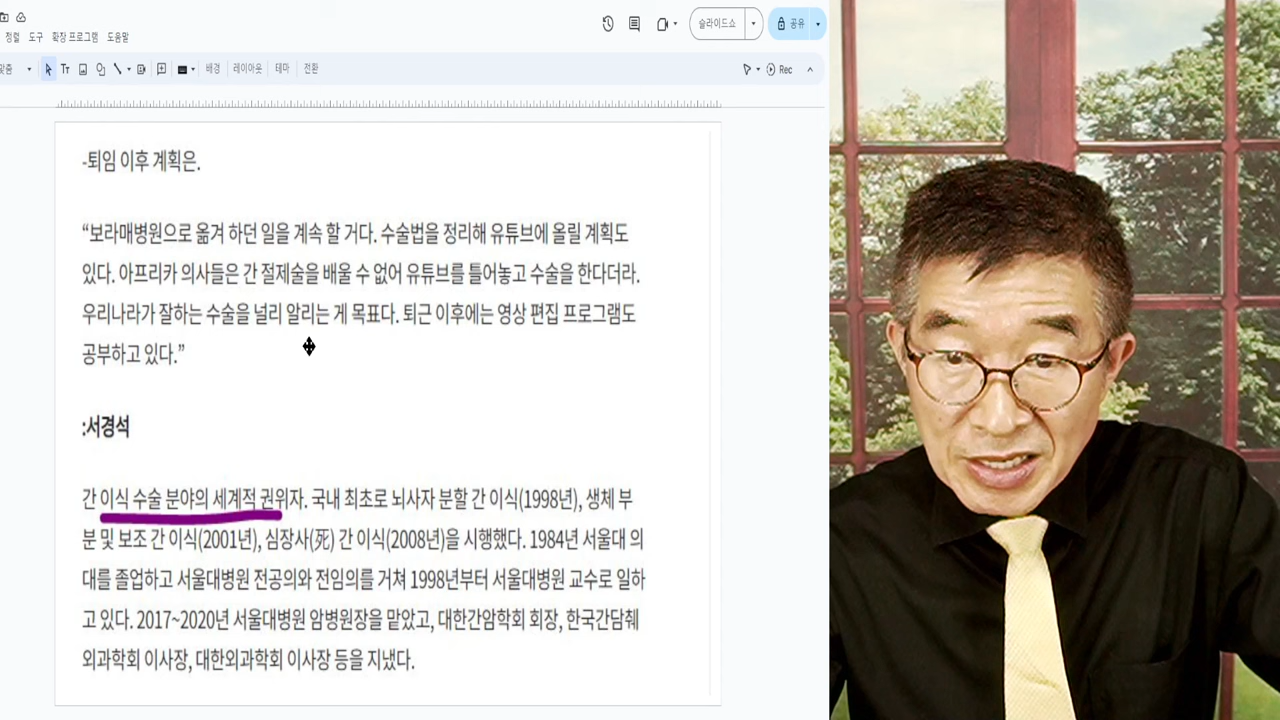 정렬 도구 확장 프로그램 도움말
슬라이드쇼
공유
맞춤
Tт
배경 레이아웃 테마 전환
Rec
-퇴임 이후 계획은.
“보라매병원으로 옮겨 하던 일을 계속 할 거다. 수술법을 정리해 유튜브에 올릴 계획도
있다. 아프리카 의사들은 간 절제술을 배울 수 없어 유튜브를 틀어놓고 수술을 한다더라.
우리나라가 잘하는 수술을 널리 알리는 게 목표다. 퇴근 이후에는 영상 편집 프로그램도
공부하고 있다.”
:서경석
간 이식 수술 분야의 세계적 권위자. 국내 최초로 뇌사자 분할 간 이식(1998년), 생체 부
분 및 보조 간 이식(2001년), 심장사(死) 간 이식(2008년)을 시행했다. 1984년 서울대 의
대를 졸업하고 서울대병원 전공의와 전임의를 거쳐 1998년부터 서울대병원 교수로 일하
고 있다. 2017~2020년 서울대병원 암병원장을 맡았고, 대한간암학회 회장, 한국간담췌
외과학회 이사장, 대한외과학회 이사장 등을 지냈다.